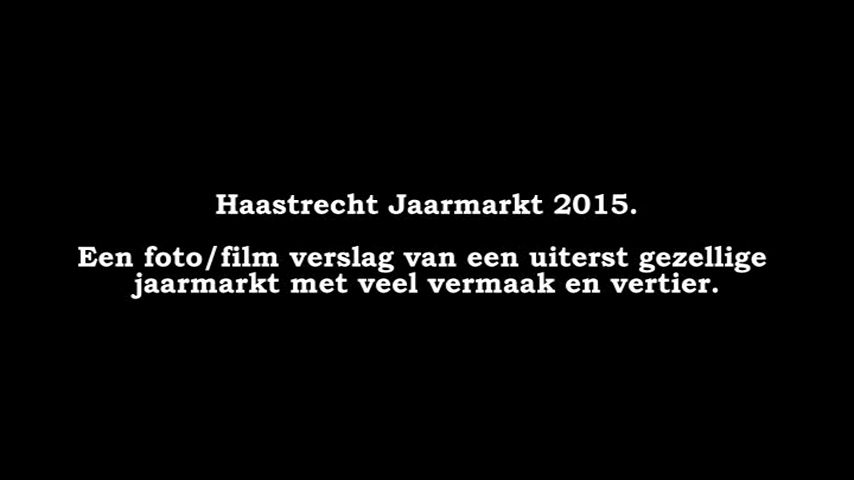 Haastrecht Jaarmarkt 2015.
Een foto/film verslag van een uiterst gezellige
jaarmarkt met veel vermaak en vertier.